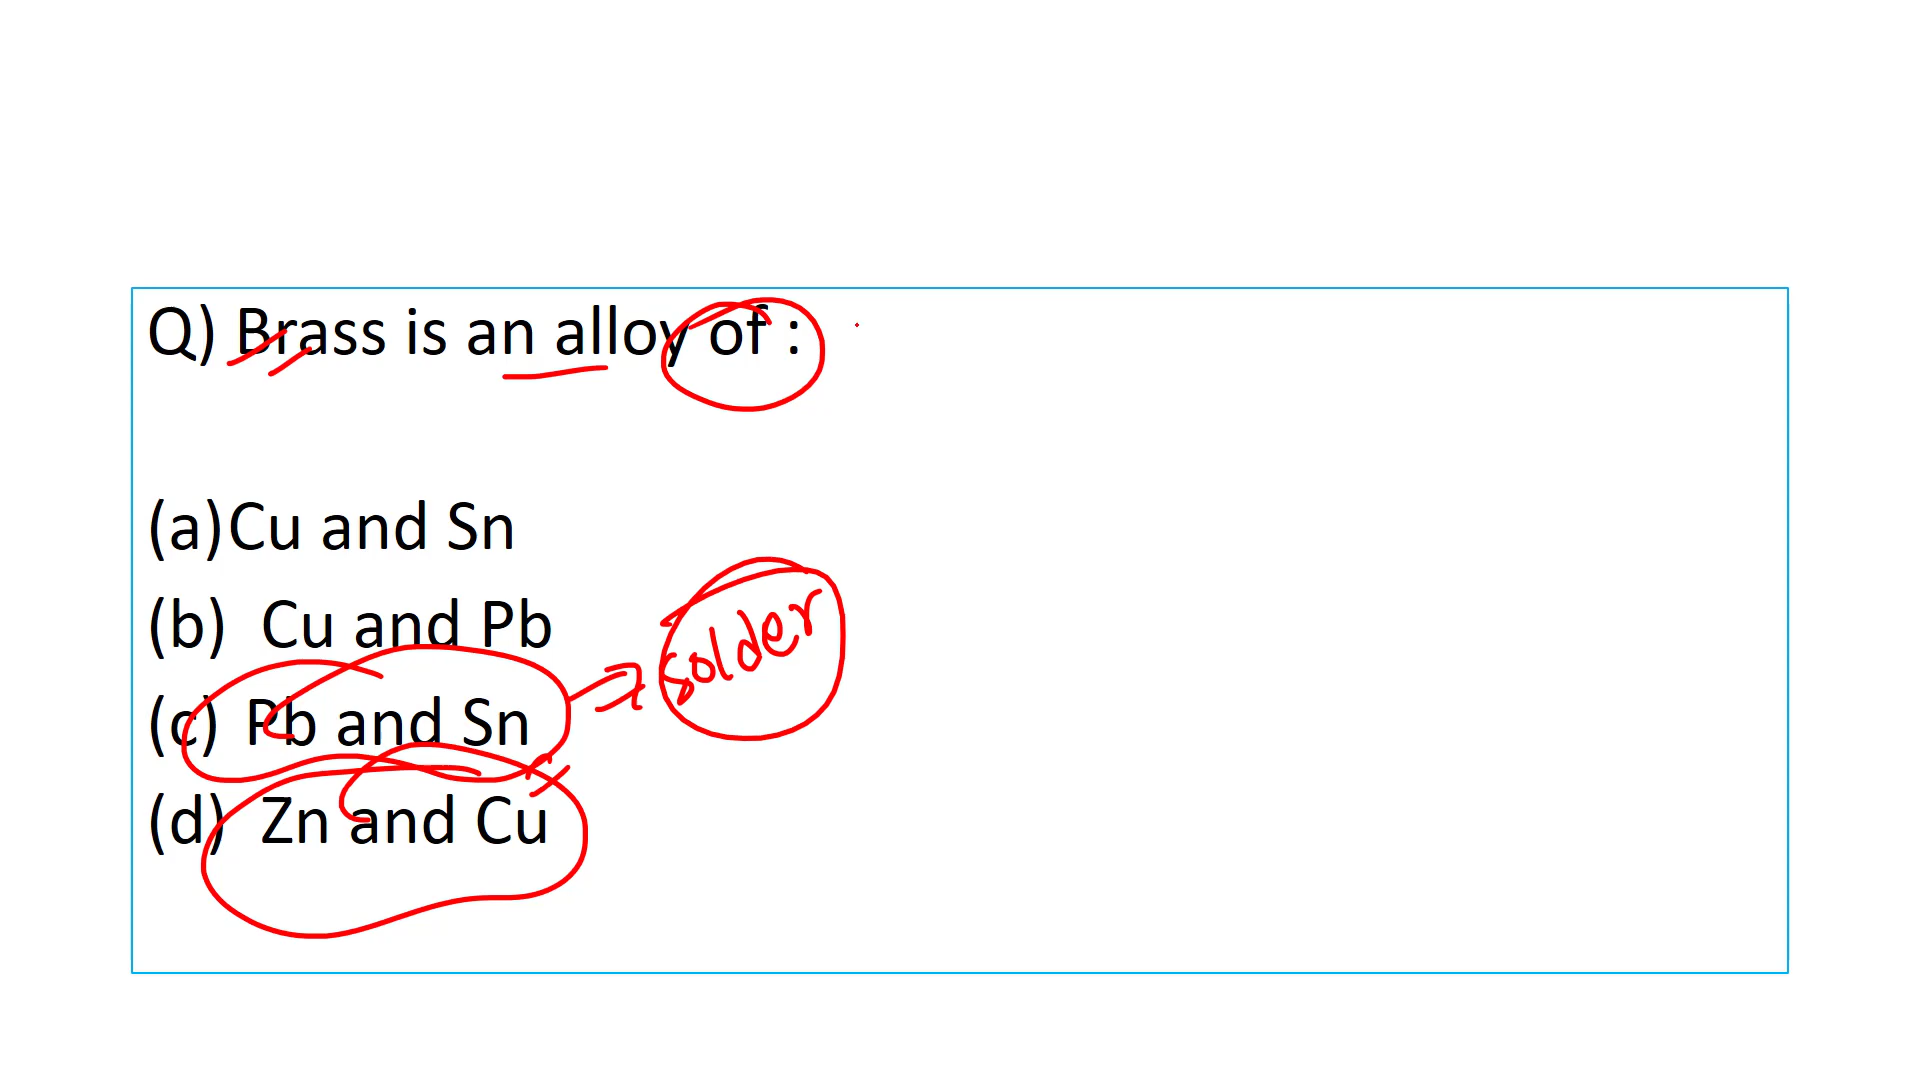 Q) Brass is an alloy of :
(a)Cu and Sn
(b) Cu and Pb
(c) Pb and Sn
solder
(d) Zn and Cu